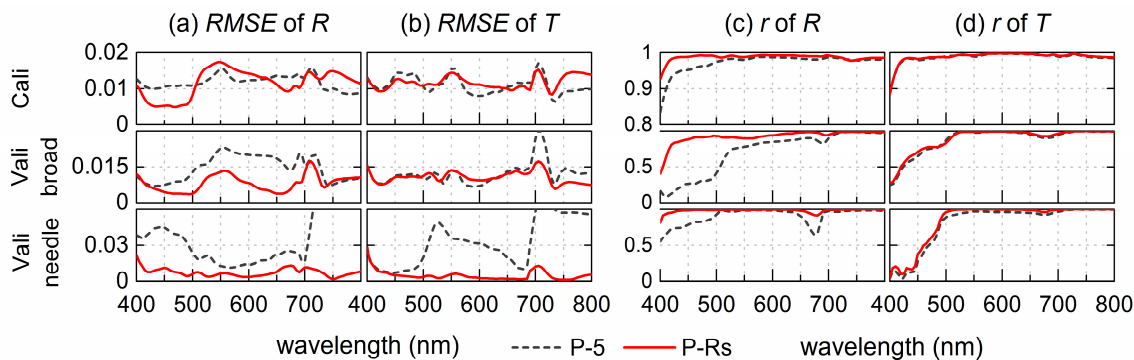 (a) RMSE of R (b) RMSE of T (c) r of R (d) r of T
Cali
0.02
0.01
0
1
0.9
0.8
Vali
broad
0.015
0
0.5
0
Vali
needle
0.03
0
0.5
0
400 500 600 700 400 500 600 700 800 400 500 600 700 400 500 600 700 800
wavelength (nm) P-5 P-Rs wavelength (nm)